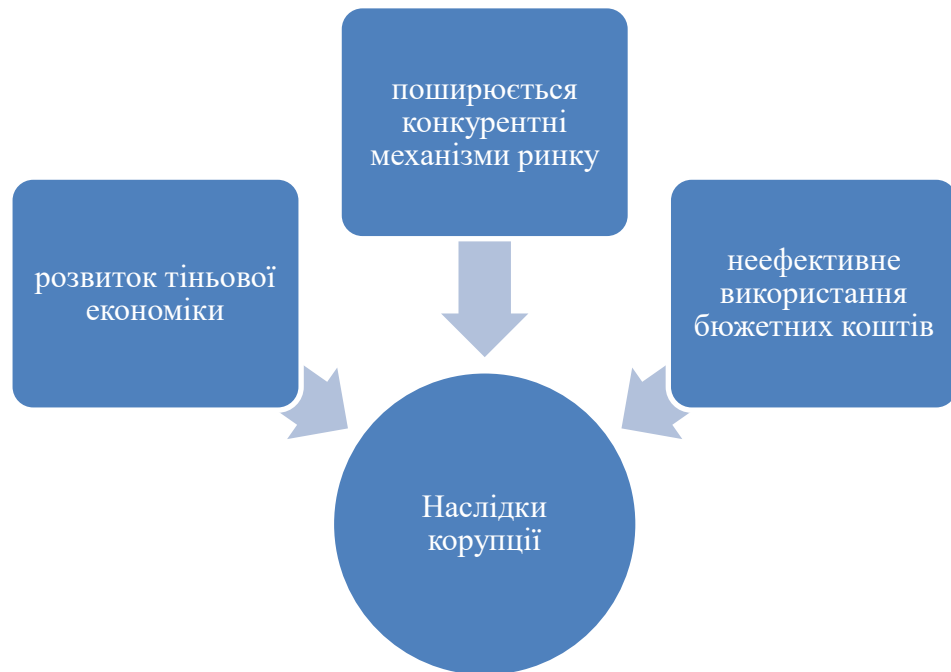 поширюється
конкурентні
механізми ринку
розвиток тіньової
економіки
неефективне
використання
бюжетних коштів
Наслідки
корупції